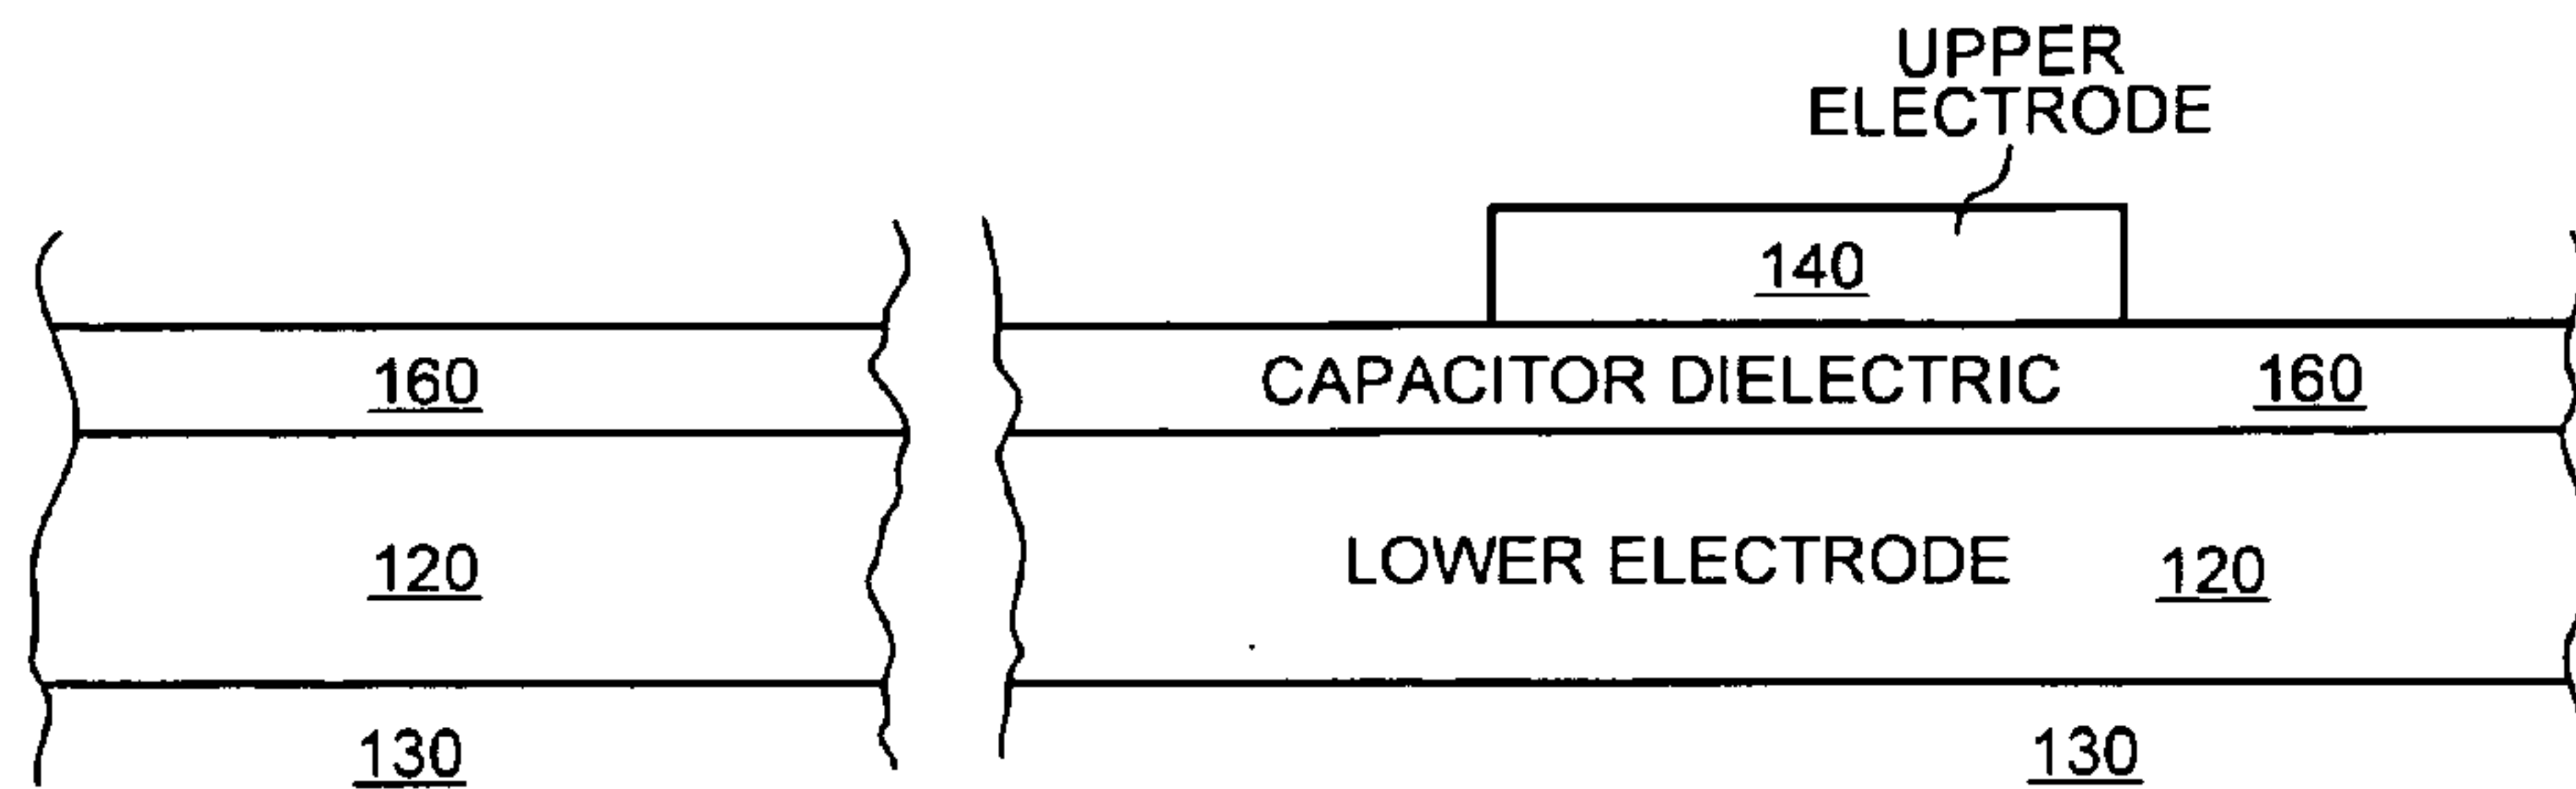 UPPER
ELECTRODE
140
160
CAPACITOR DIELECTRIC 160
120
LOWER ELECTRODE 120
130
130